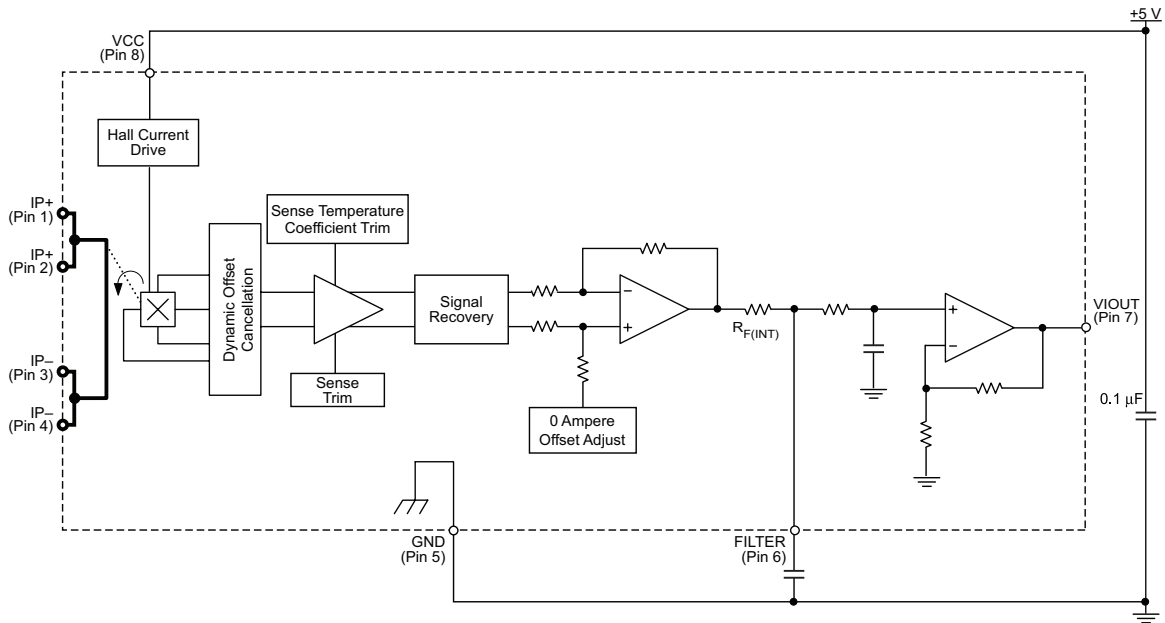 +5 V
VCC
(Pin 8)
Hall Current
Drive
IP+
(Pin 1)
IP+
(Pin 2)
IP–
(Pin 3)
IP–
(Pin 4)
Dynamic Offset
Cancellation
Sense Temperature
Coefficient Trim
Sense
Trim
Signal
Recovery
0 Ampere
Offset Adjust
–
+
RF(INT)
+
–
VIOUT
(Pin 7)
0.1 μF
GND
(Pin 5)
FILTER
(Pin 6)